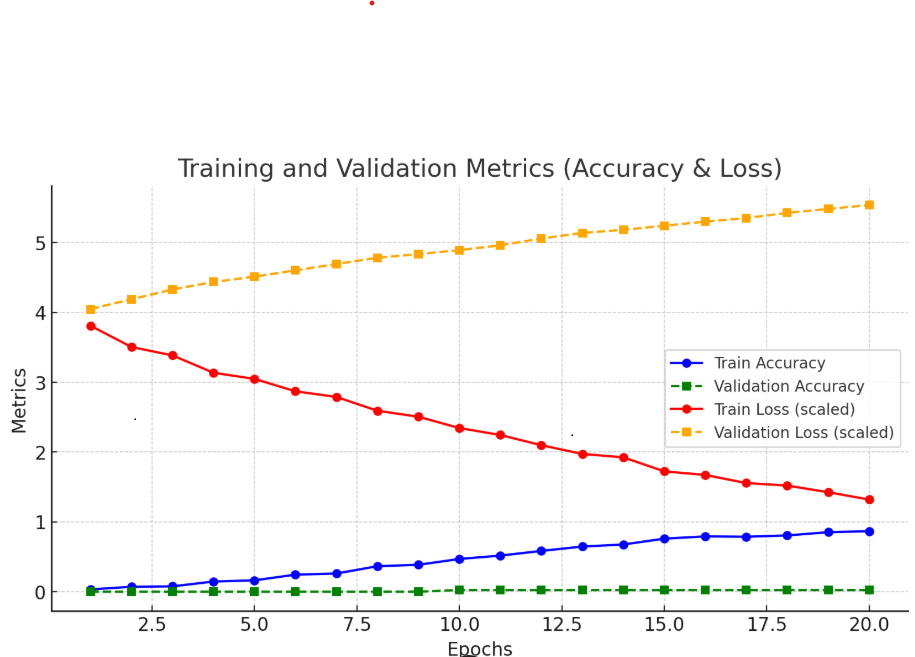 Training and Validation Metrics (Accuracy & Loss)
Metrics
5
4
3
2
1
0
Train Accuracy
Validation Accuracy
Train Loss (scaled)
Validation Loss (scaled)
2.5 5.0 7.5 10.0 12.5 15.0 17.5 20.0
Epochs